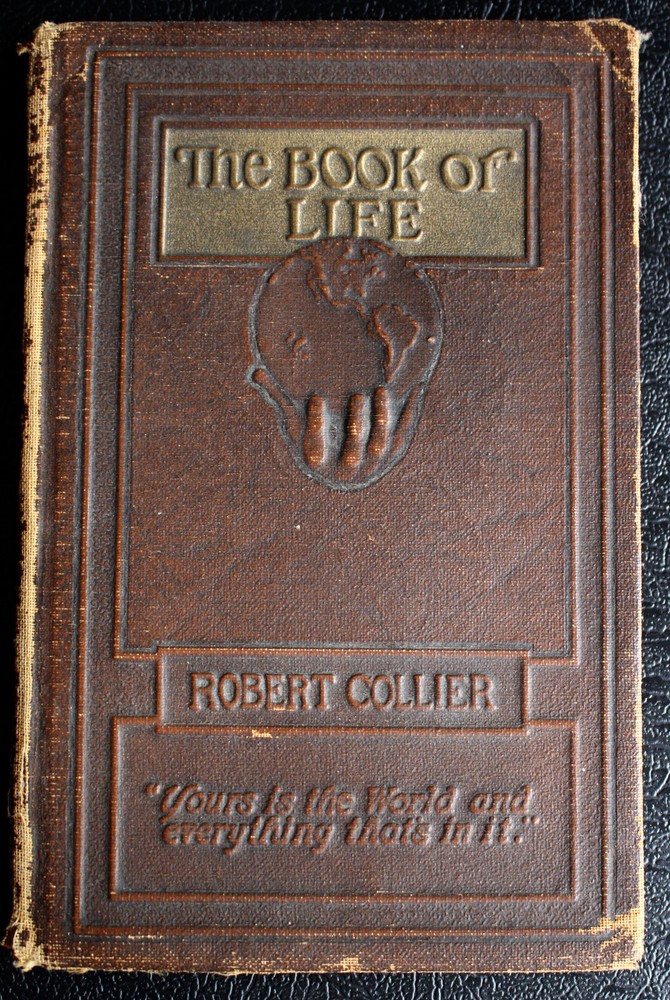 The BOOK of
LIFE
ROBERT COLLIER
"Yours is the World and
everything that's in it."